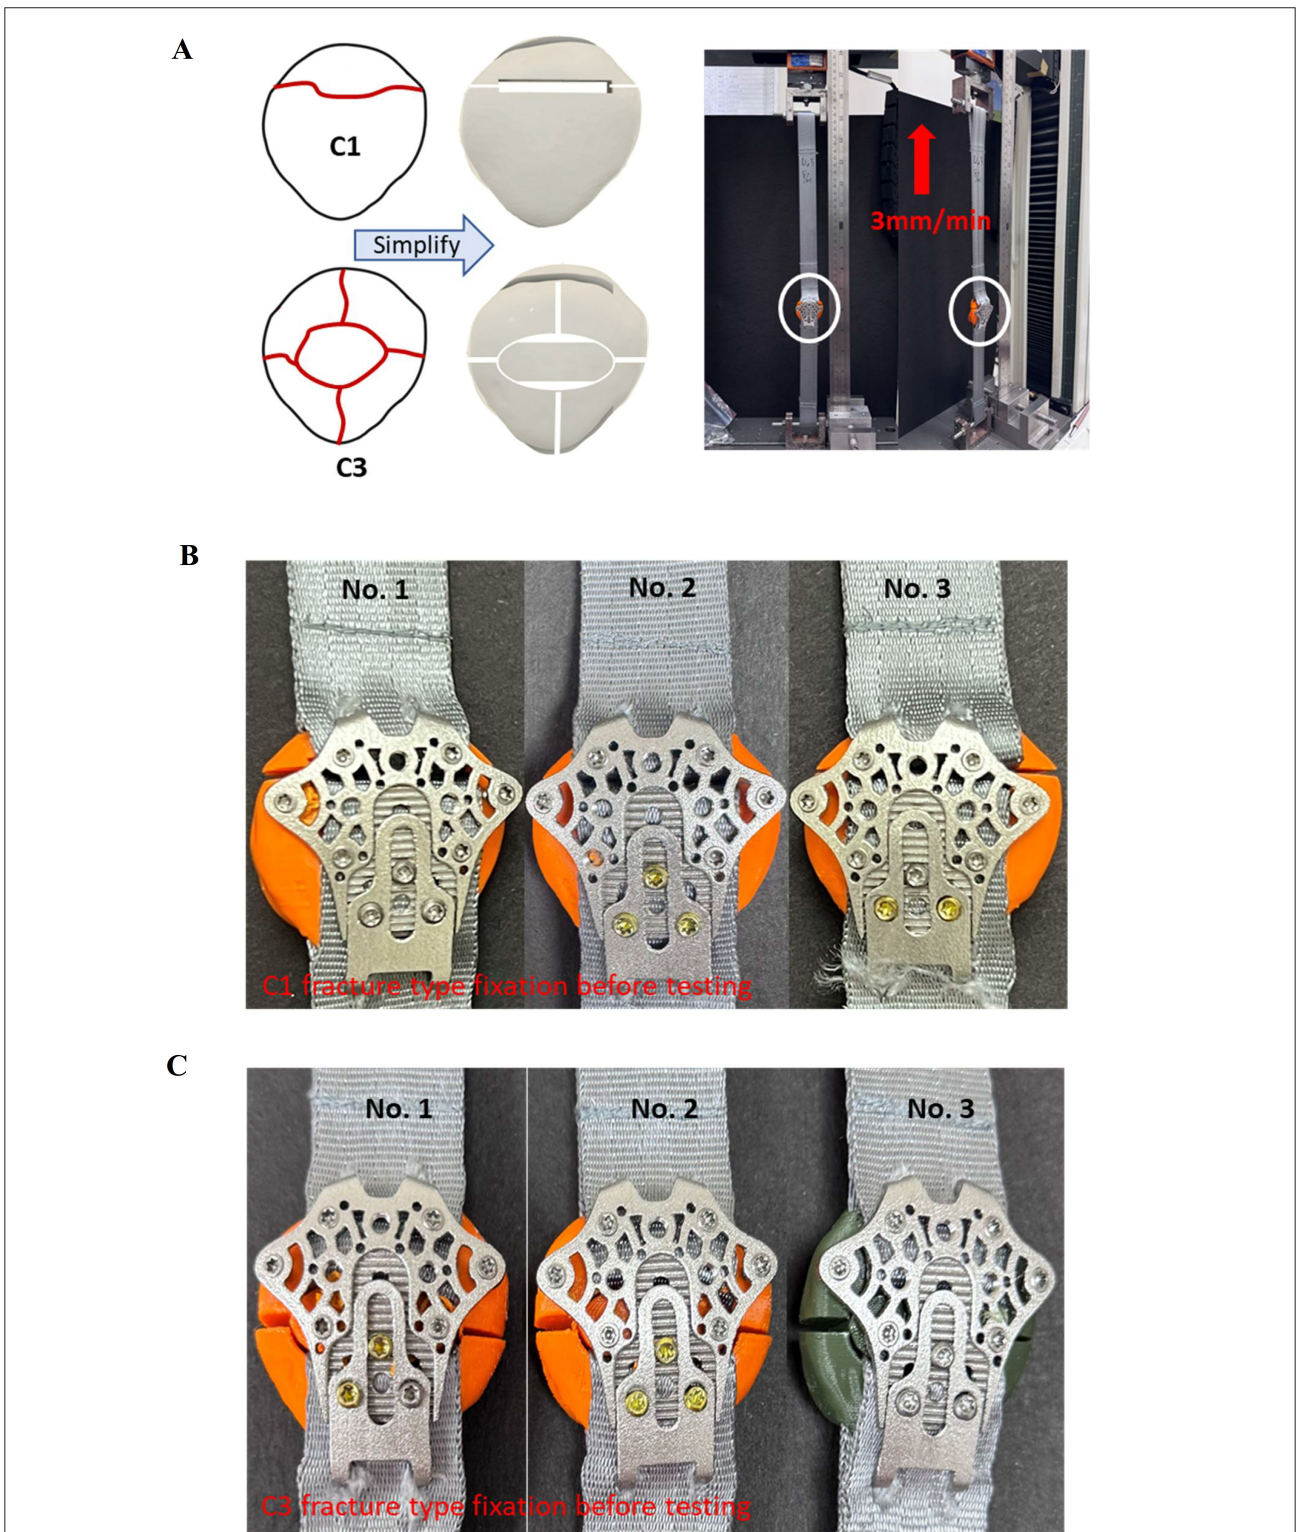 A
C1
Simplify
C3
3mm/min
B
No. 1
No. 2
No. 3
C1 fracture type fixation before testing
C
No. 1
No. 2
No. 3
C3 fracture type fixation before testing